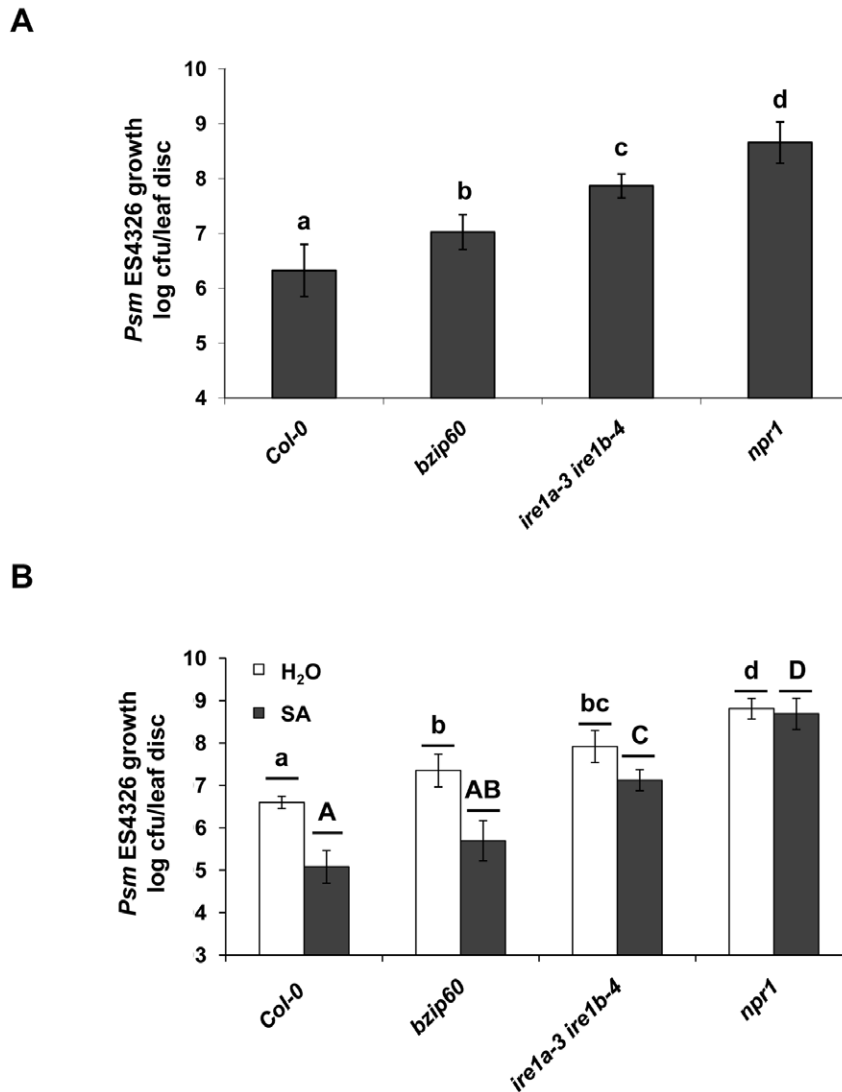 A
Psm ES4326 growth
log cfu/leaf disc
10
9
8
7
6
5
4
a
b
c
d
Col-0
bzip60
ire1a-3 ire1b-4
npr1
B
Psm ES4326 growth
log cfu/leaf disc
10
9
8
7
6
5
4
3
H₂O
SA
a
A
b
AB
bc
C
d
D
Col-0
bzip60
ire1a-3 ire1b-4
npr1